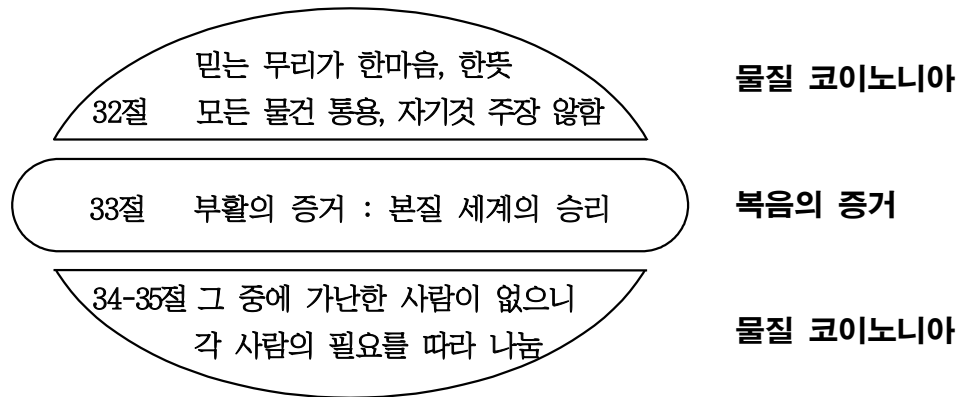 믿는 무리가 한마음, 한뜻
32절 모든 물건 통용, 자기것 주장 않함
물질 코이노니아
33절 부활의 증거 : 본질 세계의 승리
복음의 증거
34-35절 그 중에 가난한 사람이 없으니
각 사람의 필요를 따라 나눔
물질 코이노니아